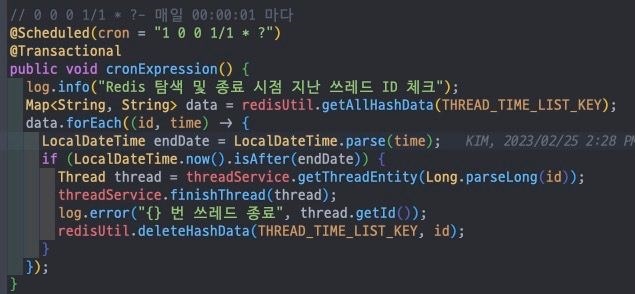 // 0 0 0 1/1 * ?- 매일 00:00:01 마다
@Scheduled(cron = "1 0 0 1/1 * ?")
@Transactional
public void cronExpression() {
log.info("Redis 탐색 및 종료 시점 지난 쓰레드 ID 체크");
Map<String, String> data = redisUtil.getAllHashData(THREAD_TIME_LIST_KEY);
data.forEach((id, time) -> {
LocalDateTime endDate = LocalDateTime.parse(time); KIM, 2023/02/25 2:28 PM
if (LocalDateTime.now().isAfter(endDate)) {
Thread thread = threadService.getThreadEntity(Long.parseLong(id));
threadService.finishThread(thread);
log.error("{} 번 쓰레드 종료", thread.getId());
redisUtil.deleteHashData(THREAD_TIME_LIST_KEY, id);
}
});
}